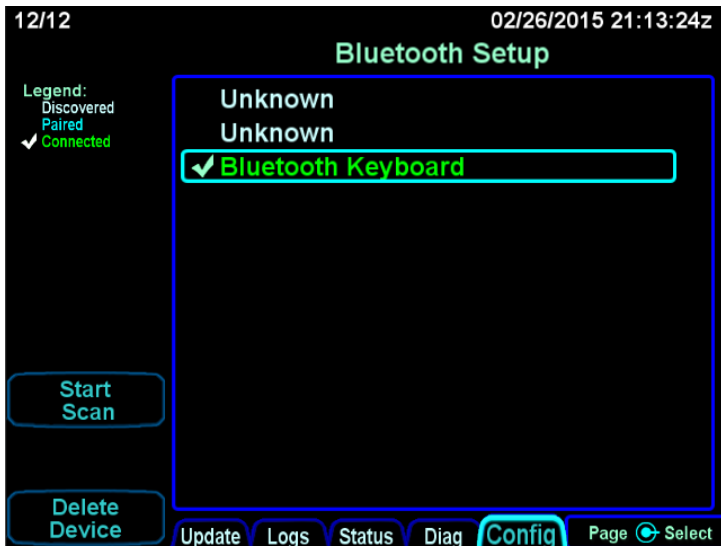 12/12 02/26/2015 21:13:24z
Bluetooth Setup
Legend:
Discovered
Paired
Connected
Unknown
Unknown
Bluetooth Keyboard
Start
Scan
Delete
Device
Update Logs Status Diag Config Page Select